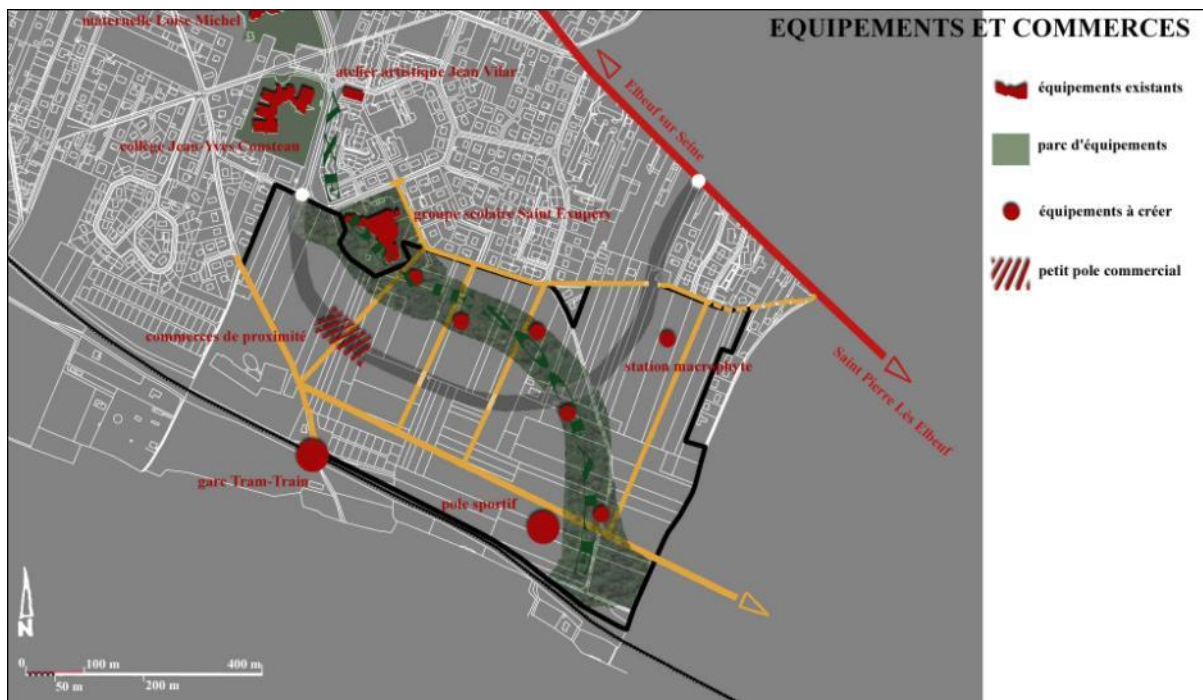 EQUIPEMENTS ET COMMERCES
maternelle Loise Michel
atelier artistique Jean Vilar
collège Jean-Yves Cousteau
Elbeuf sur Seine
groupe scolaire Saint Exupery
commerces de proximité
station macrophyte
Saint Pierre Lès Elbeuf
gare Tram-Train
pole sportif
N
0 100 m 400 m
50 m 200 m
équipements existants
parc d'équipements
équipements à créer
petit pole commercial